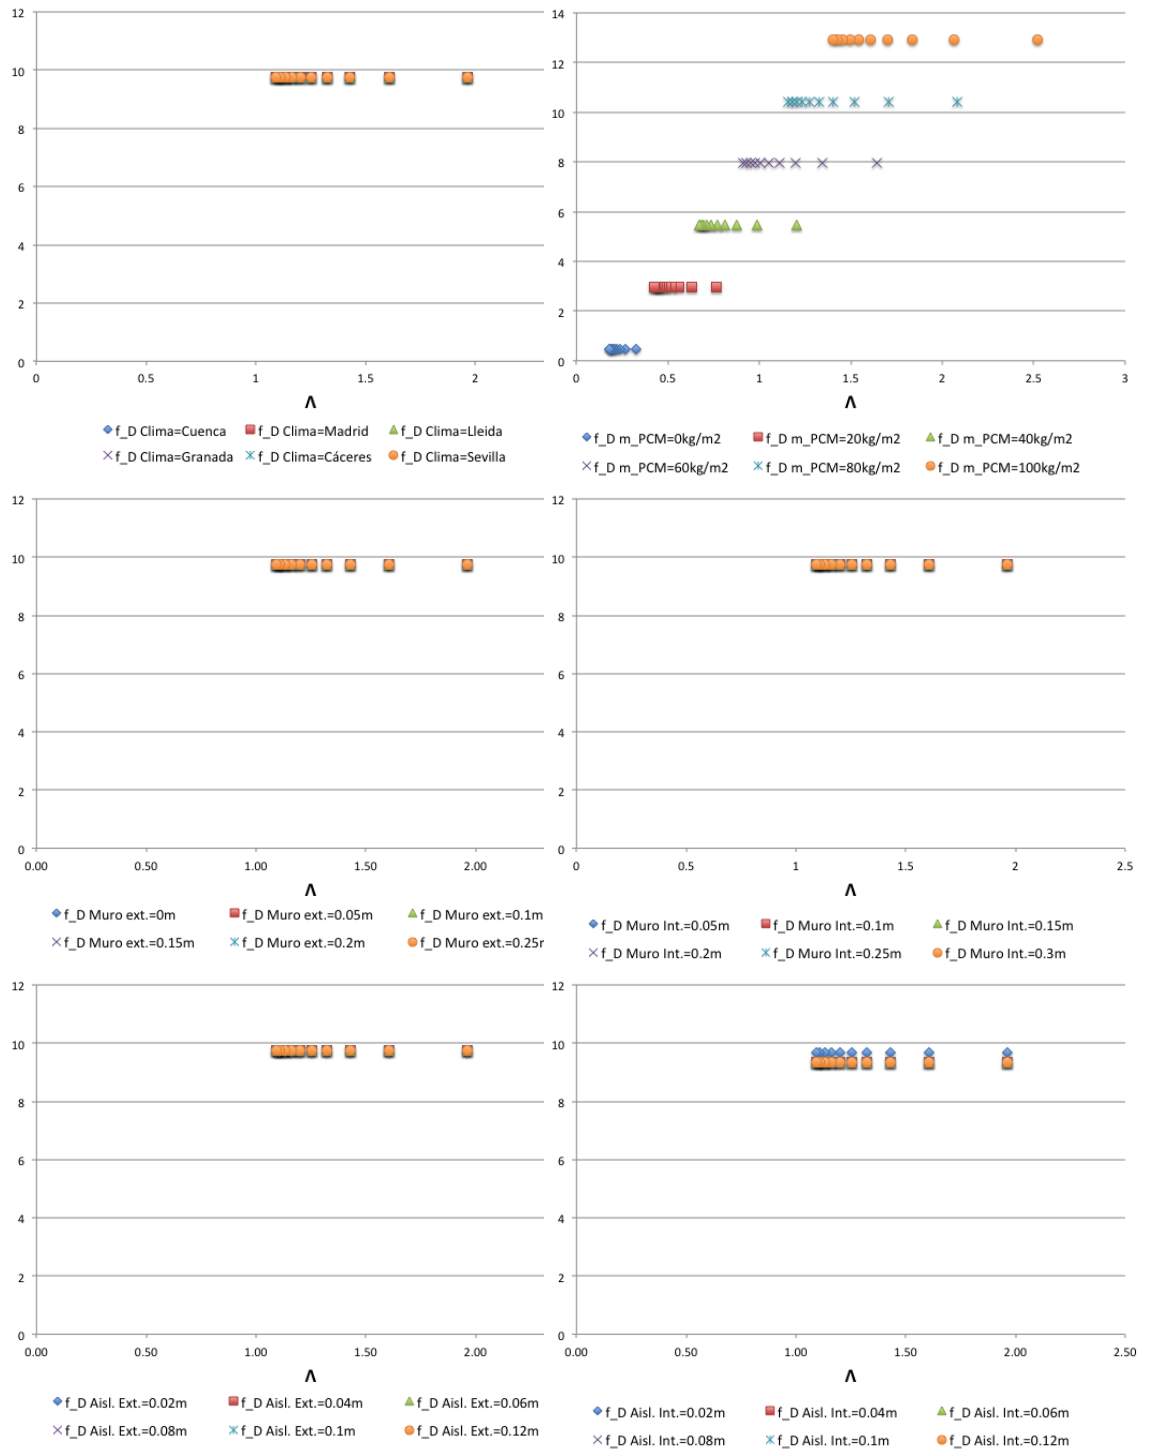 12
10
8
6
4
2
0
0 0.5 1 1.5 2
Λ
f_D Clima=Cuenca f_D Clima=Madrid f_D Clima=Lleida
f_D Clima=Granada f_D Clima=Cáceres f_D Clima=Sevilla
14
12
10
8
6
4
2
0
0 0.5 1 1.5 2 2.5 3
Λ
f_D m_PCM=0kg/m2 f_D m_PCM=20kg/m2 f_D m_PCM=40kg/m2
f_D m_PCM=60kg/m2 f_D m_PCM=80kg/m2 f_D m_PCM=100kg/m2
12
10
8
6
4
2
0
0.00 0.50 1.00 1.50 2.00
Λ
f_D Muro ext.=0m f_D Muro ext.=0.05m f_D Muro ext.=0.1m
f_D Muro ext.=0.15m f_D Muro ext.=0.2m f_D Muro ext.=0.25m
12
10
8
6
4
2
0
0 0.5 1 1.5 2 2.5
Λ
f_D Muro Int.=0.05m f_D Muro Int.=0.1m f_D Muro Int.=0.15m
f_D Muro Int.=0.2m f_D Muro Int.=0.25m f_D Muro Int.=0.3m
12
10
8
6
4
2
0
0.00 0.50 1.00 1.50 2.00
Λ
f_D Aisl. Ext.=0.02m f_D Aisl. Ext.=0.04m f_D Aisl. Ext.=0.06m
f_D Aisl. Ext.=0.08m f_D Aisl. Ext.=0.1m f_D Aisl. Ext.=0.12m
12
10
8
6
4
2
0
0.00 0.50 1.00 1.50 2.00 2.50
Λ
f_D Aisl. Int.=0.02m f_D Aisl. Int.=0.04m f_D Aisl. Int.=0.06m
f_D Aisl. Int.=0.08m f_D Aisl. Int.=0.1m f_D Aisl. Int.=0.12m